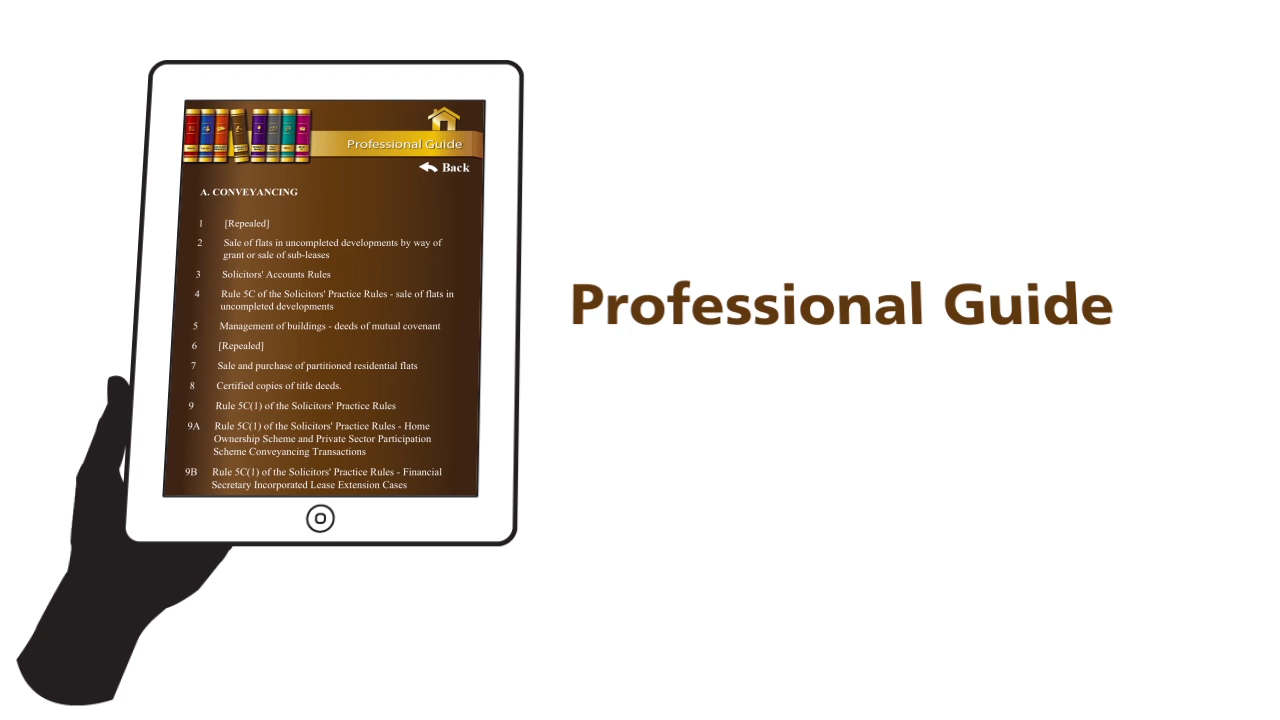 Professional Guide
Back
A. CONVEYANCING
1 [Repealed]
2 Sale of flats in uncompleted developments by way of
grant or sale of sub-leases
3 Solicitors' Accounts Rules
4 Rule 5C of the Solicitors' Practice Rules - sale of flats in
uncompleted developments
5 Management of buildings - deeds of mutual covenant
6 [Repealed]
7 Sale and purchase of partitioned residential flats
8 Certified copies of title deeds.
9 Rule 5C(1) of the Solicitors' Practice Rules
9A Rule 5C(1) of the Solicitors' Practice Rules - Home
Ownership Scheme and Private Sector Participation
Scheme Conveyancing Transactions
9B Rule 5C(1) of the Solicitors' Practice Rules - Financial
Secretary Incorporated Lease Extension Cases
Professional Guide